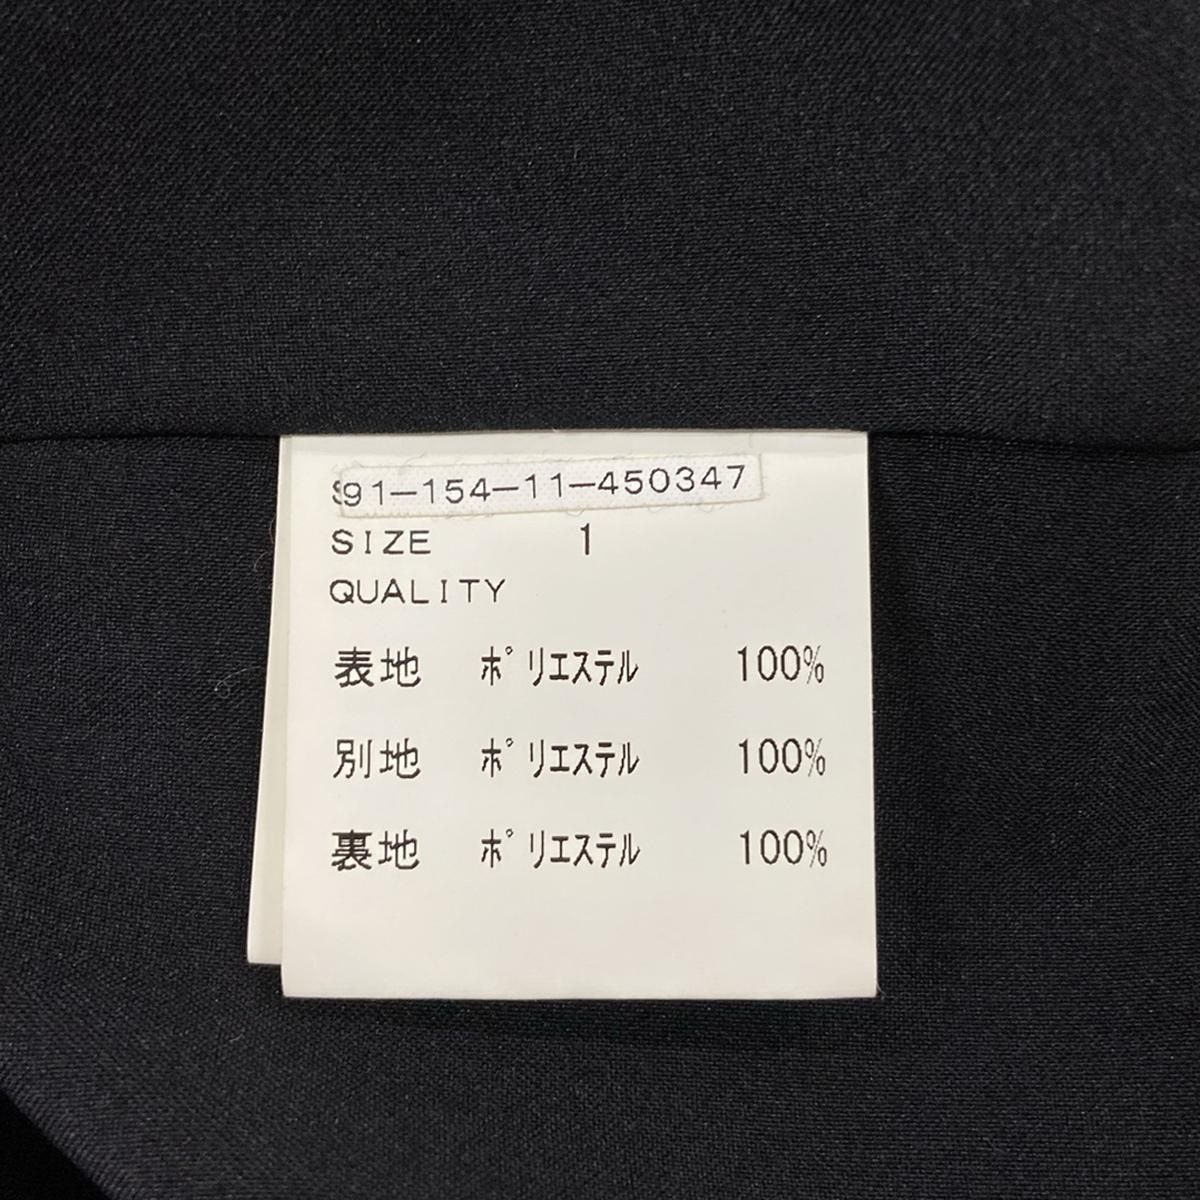 91-154-11-450347
SIZE 1
QUALITY
表地 ﾎﾟﾘｴｽﾃﾙ 100%
別地 ﾎﾟﾘｴｽﾃﾙ 100%
裏地 ﾎﾟﾘｴｽﾃﾙ 100%